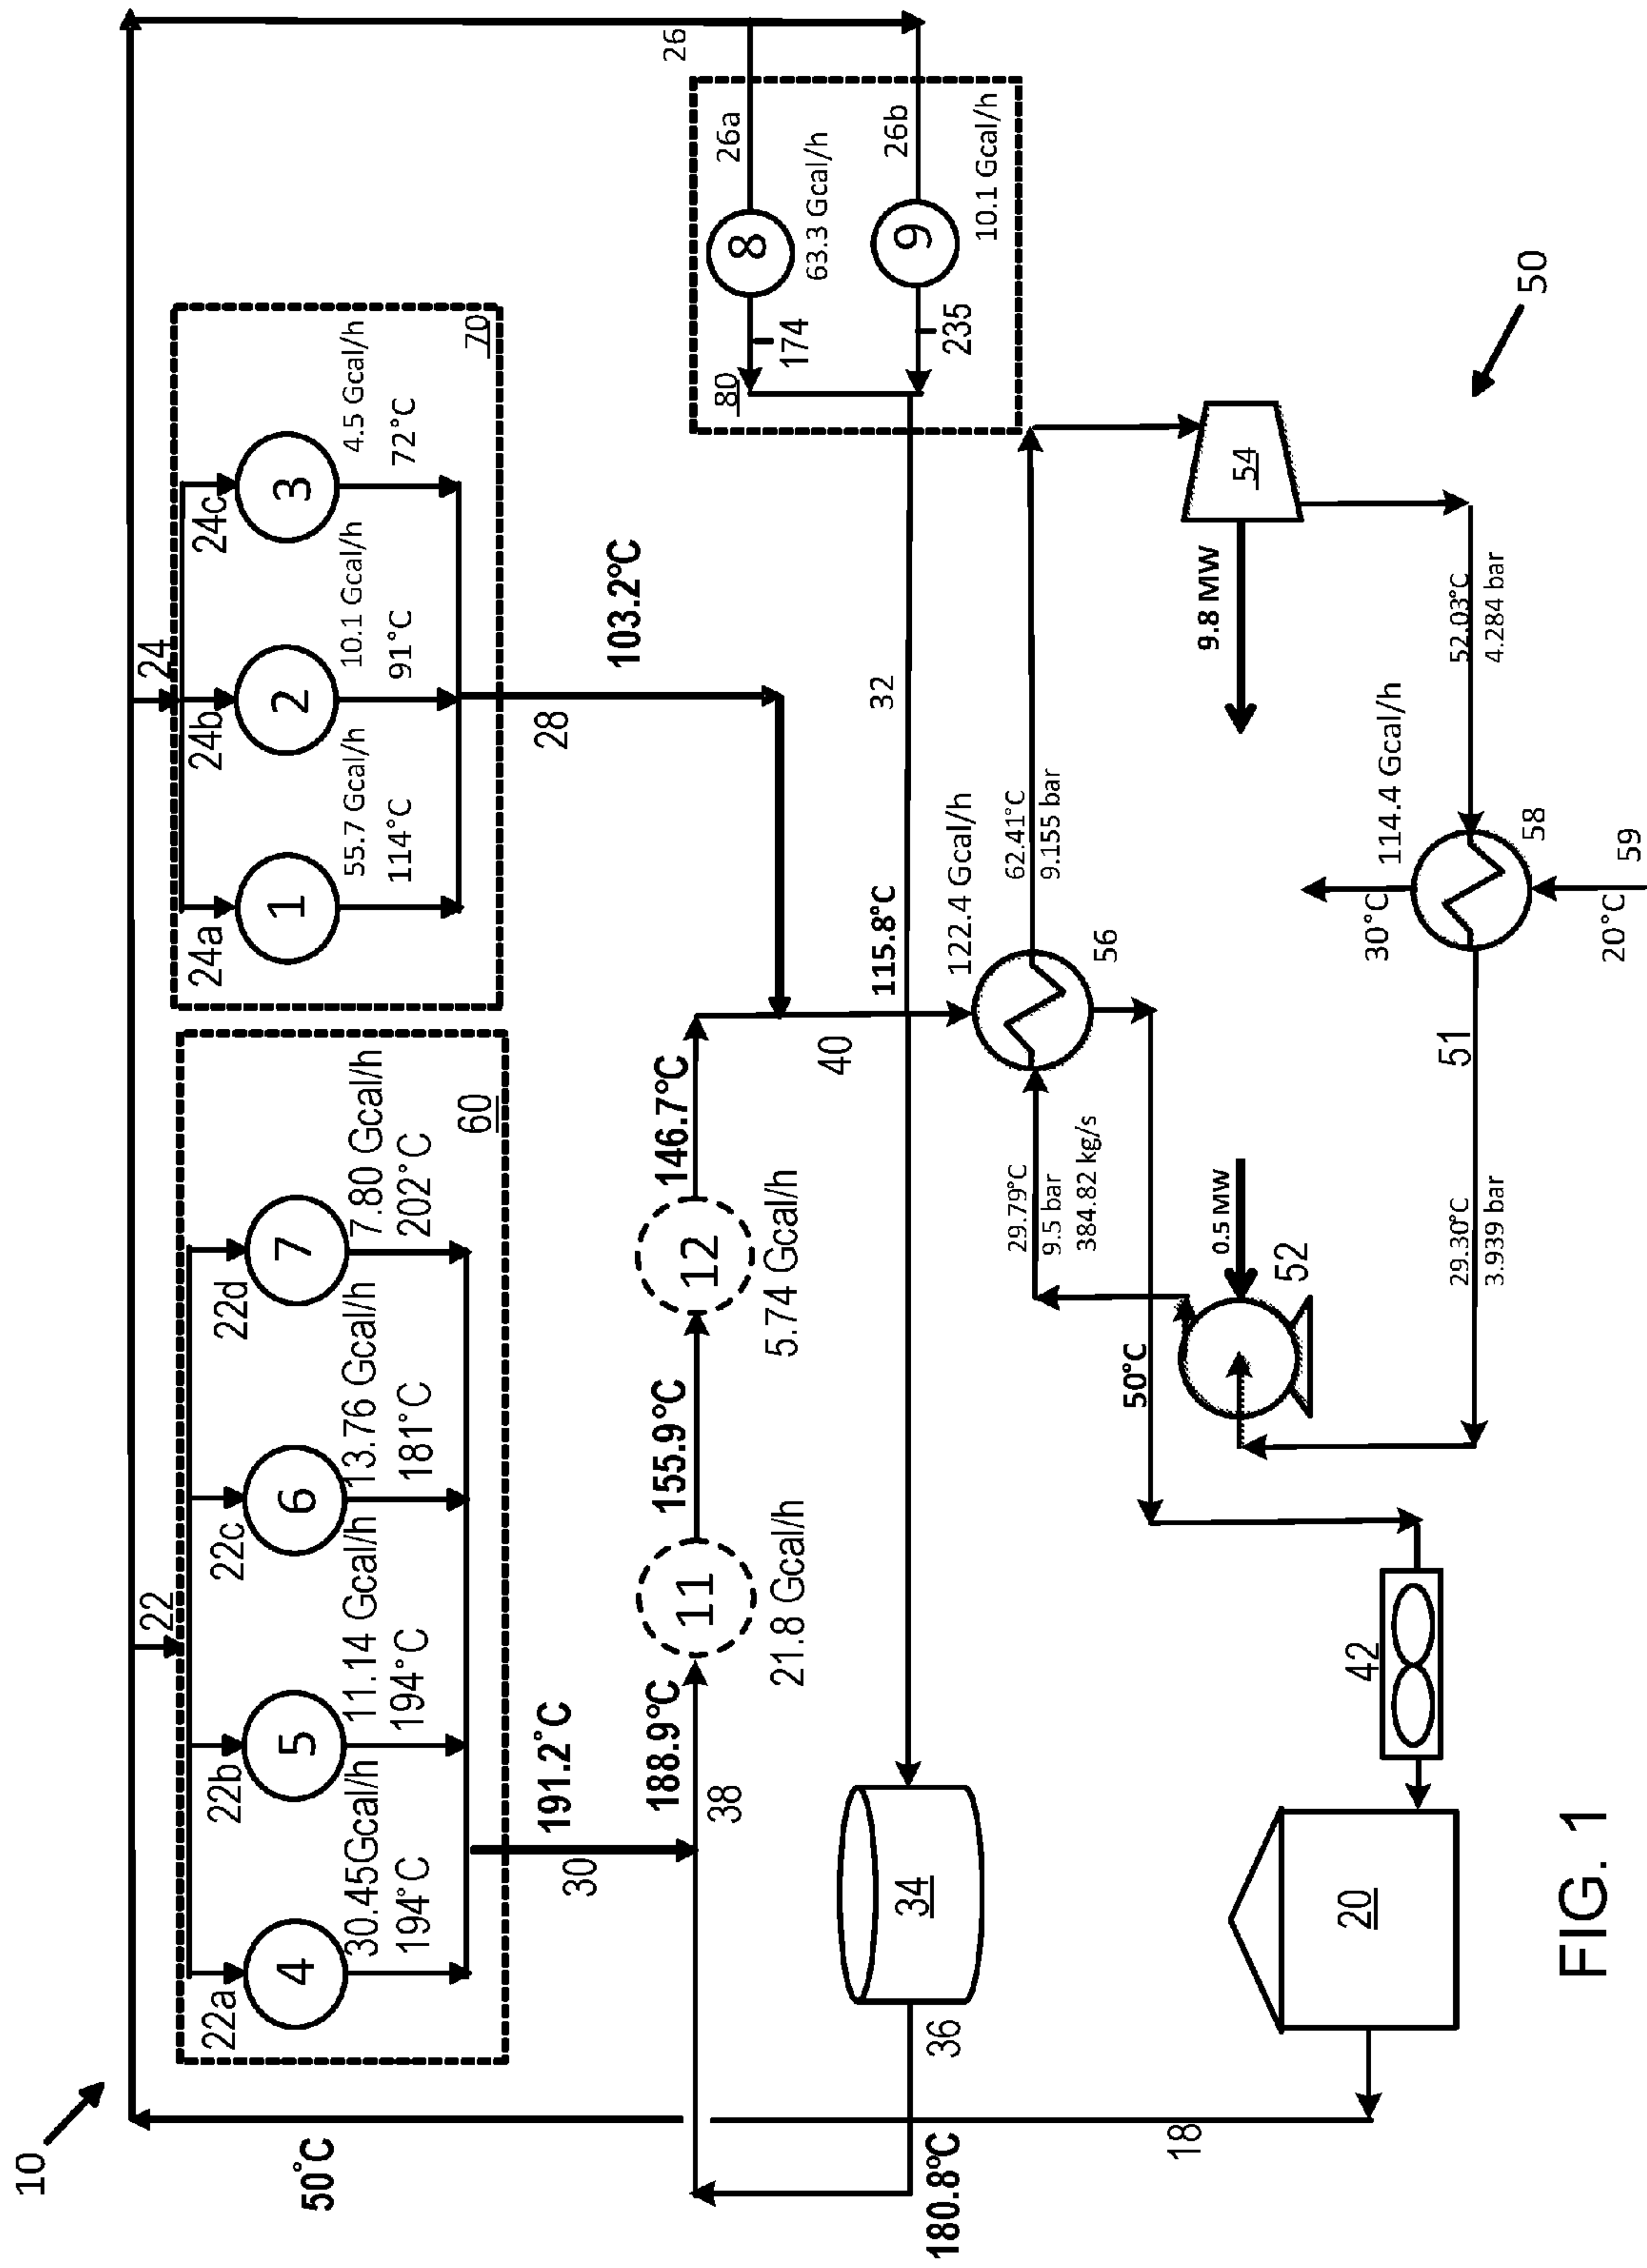 10
50°C
22
22a
22b
22c
22d
4
5
6
7
30.45Gcal/h
11.14 Gcal/h
13.76 Gcal/h
7.80 Gcal/h
194°C
194°C
181°C
202°C
60
24
24a
24b
24c
1
2
3
55.7 Gcal/h
10.1 Gcal/h
4.5 Gcal/h
114°C
91°C
72°C
70
191.2°C
30
103.2°C
28
26
188.9°C
38
11
21.8 Gcal/h
155.9°C
12
5.74 Gcal/h
146.7°C
26a
8
63.3 Gcal/h
174
80
26b
9
10.1 Gcal/h
235
32
40
115.8°C
34
36
180.8°C
122.4 Gcal/h
56
62.41°C
9.155 bar
29.79°C
9.5 bar
384.82 kg/s
18
50°C
0.5 MW
52
9.8 MW
54
50
20
42
29.30°C
3.939 bar
51
114.4 Gcal/h
58
30°C
20°C
59
52.03°C
4.284 bar
FIG. 1